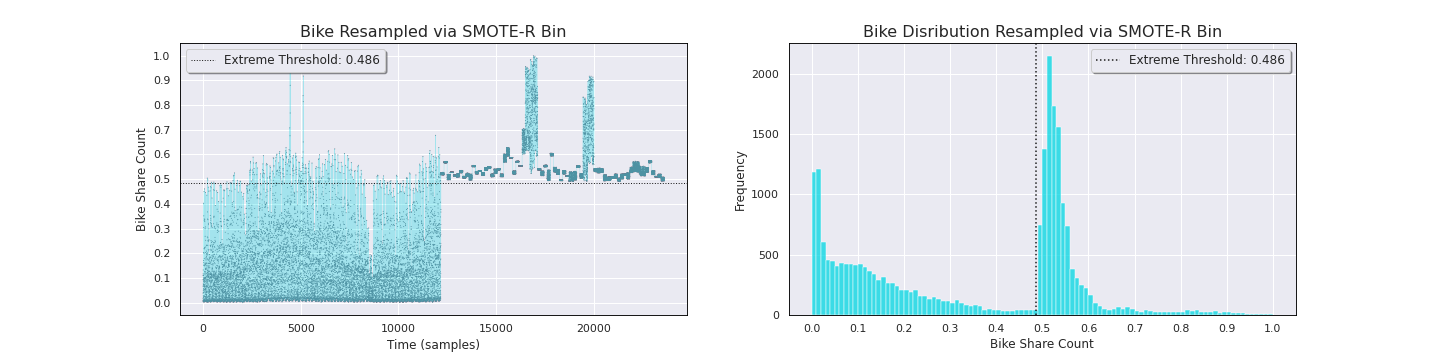 Bike Resampled via SMOTE-R Bin
Extreme Threshold: 0.486
Bike Share Count
1.0
0.9
0.8
0.7
0.6
0.5
0.4
0.3
0.2
0.1
0.0
0 5000 10000 15000 20000
Time (samples)
Bike Disribution Resampled via SMOTE-R Bin
Extreme Threshold: 0.486
Frequency
2000
1500
1000
500
0
0.0 0.1 0.2 0.3 0.4 0.5 0.6 0.7 0.8 0.9 1.0
Bike Share Count